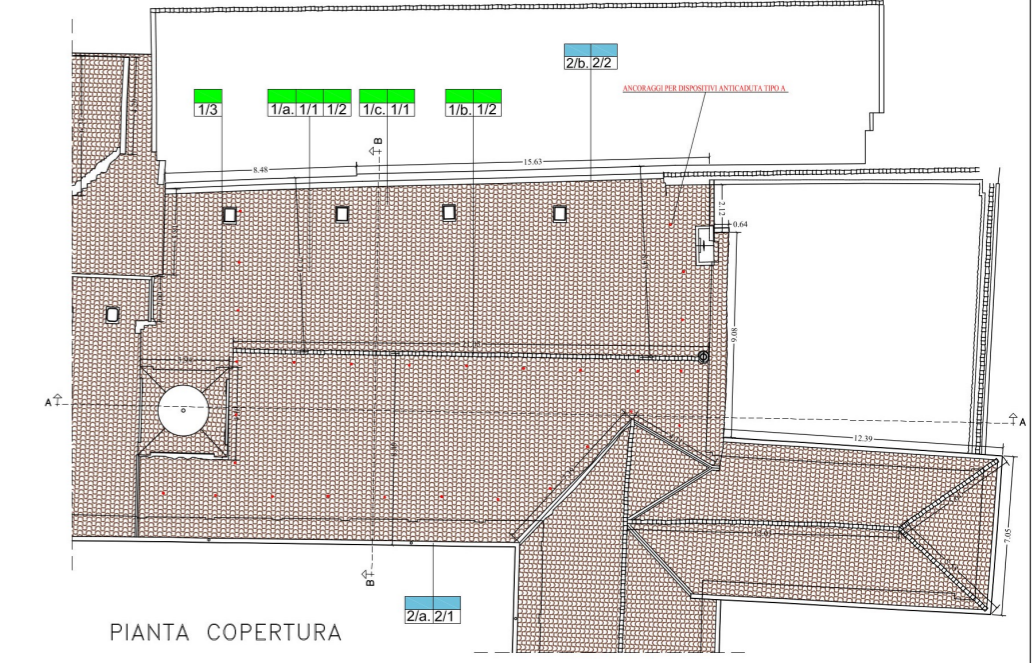 2/b. 2/2
ANCORAGGI PER DISPOSITIVI ANTICADUTA TIPO A
1/3
1/a. 1/1 1/2
1/c. 1/1
1/b. 1/2
B
15.63
8.48
2.12
0.64
9.08
A
A
12.39
7.05
B
2/a. 2/1
PIANTA COPERTURA